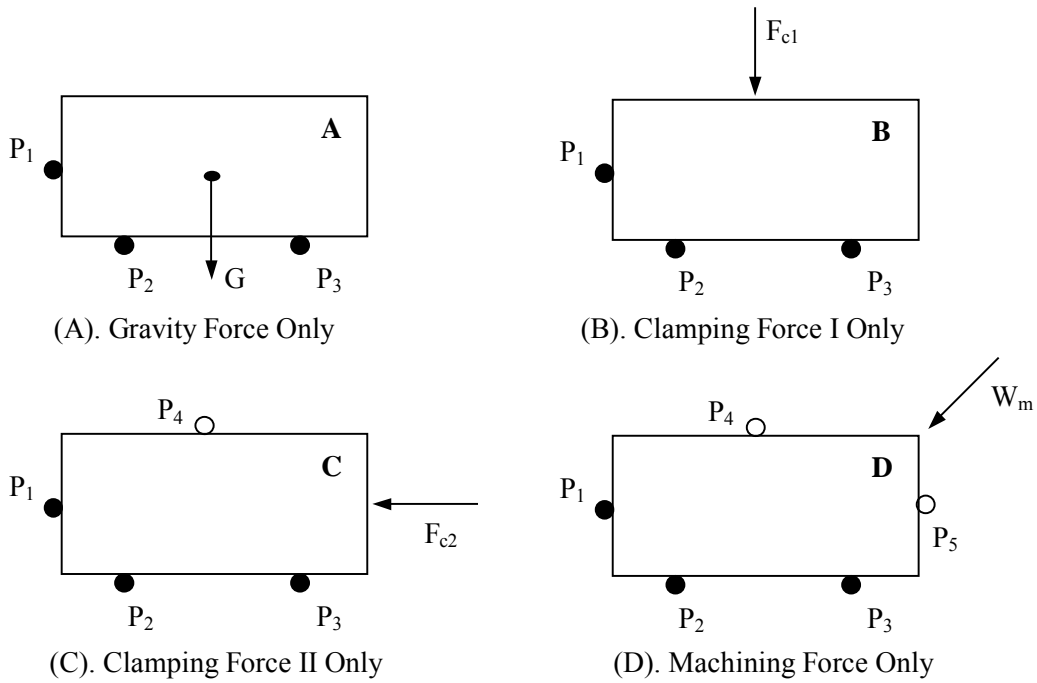 F_c1
A
B
P_1
P_1
P_2
G
P_3
P_2
P_3
(A). Gravity Force Only
(B). Clamping Force I Only
P_4
P_4
W_m
C
D
P_1
P_1
F_c2
P_5
P_2
P_3
P_2
P_3
(C). Clamping Force II Only
(D). Machining Force Only